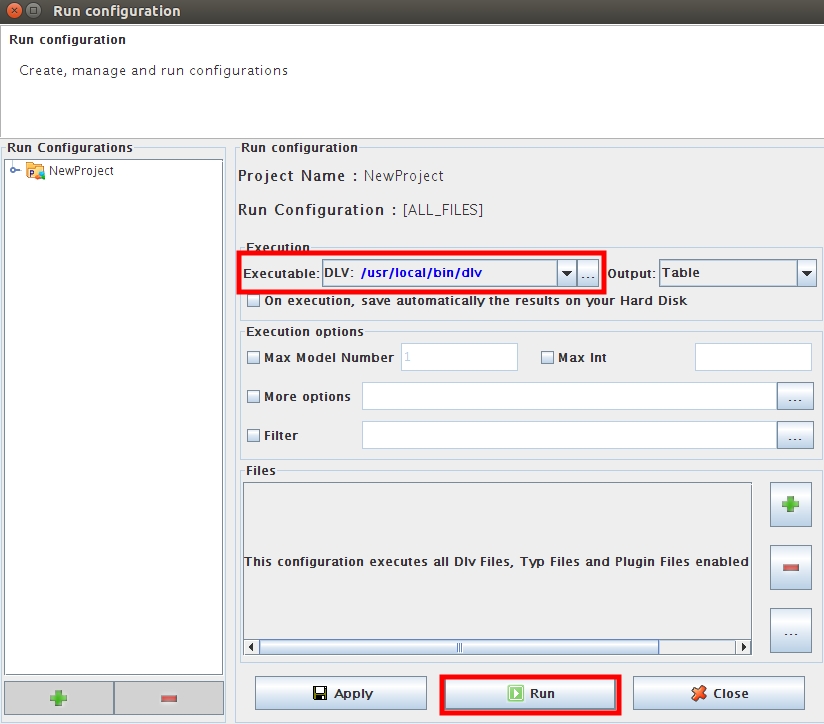 Run configuration
Run configuration
Create, manage and run configurations
Run Configurations
NewProject
Run configuration
Project Name : NewProject
Run Configuration : [ALL_FILES]
Execution
Executable: DLV: /usr/local/bin/dlv ... Output: Table
On execution, save automatically the results on your Hard Disk
Execution options
Max Model Number 1 Max Int
More options ...
Filter ...
Files
This configuration executes all Dlv Files, Typ Files and Plugin Files enabled
...
Apply Run Close